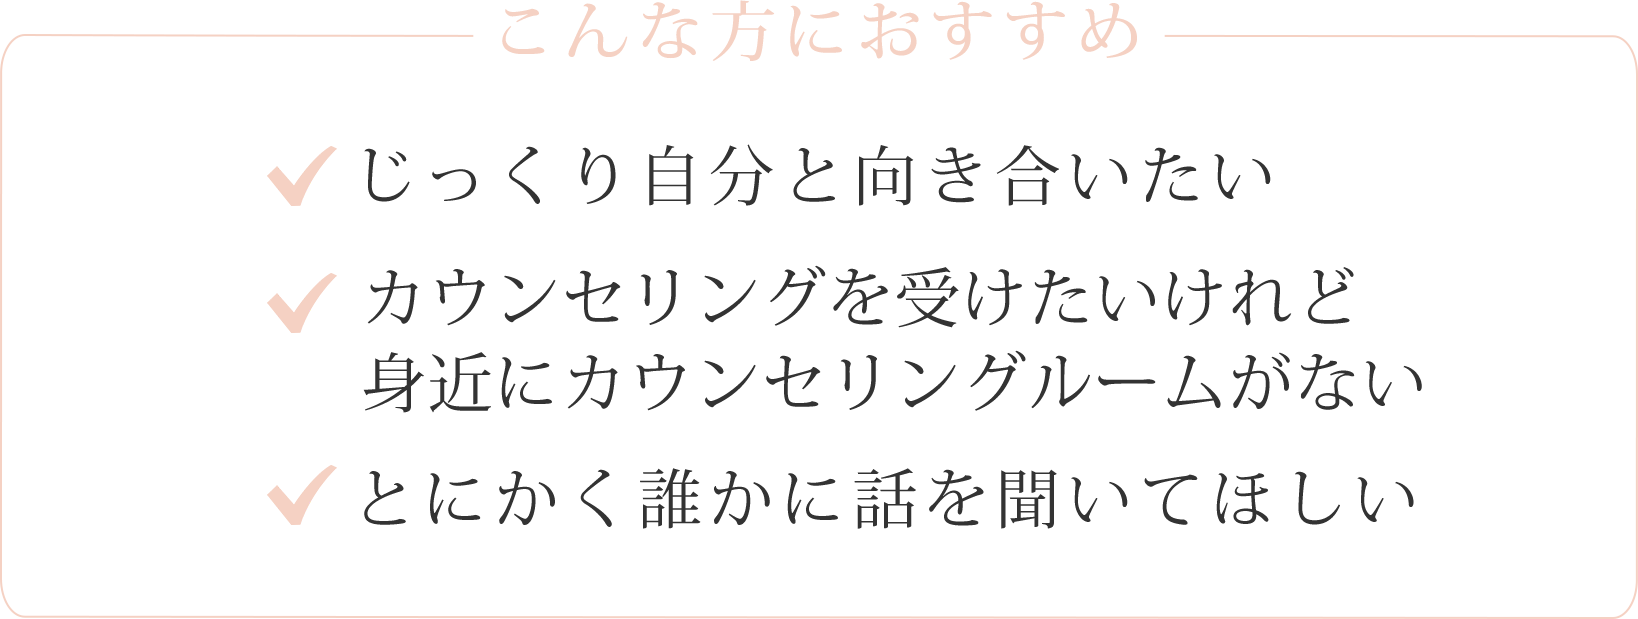 こんな方におすすめ
じっくり自分と向き合いたい
カウンセリングを受けたいけれど
身近にカウンセリングルームがない
とにかく誰かに話を聞いてほしい